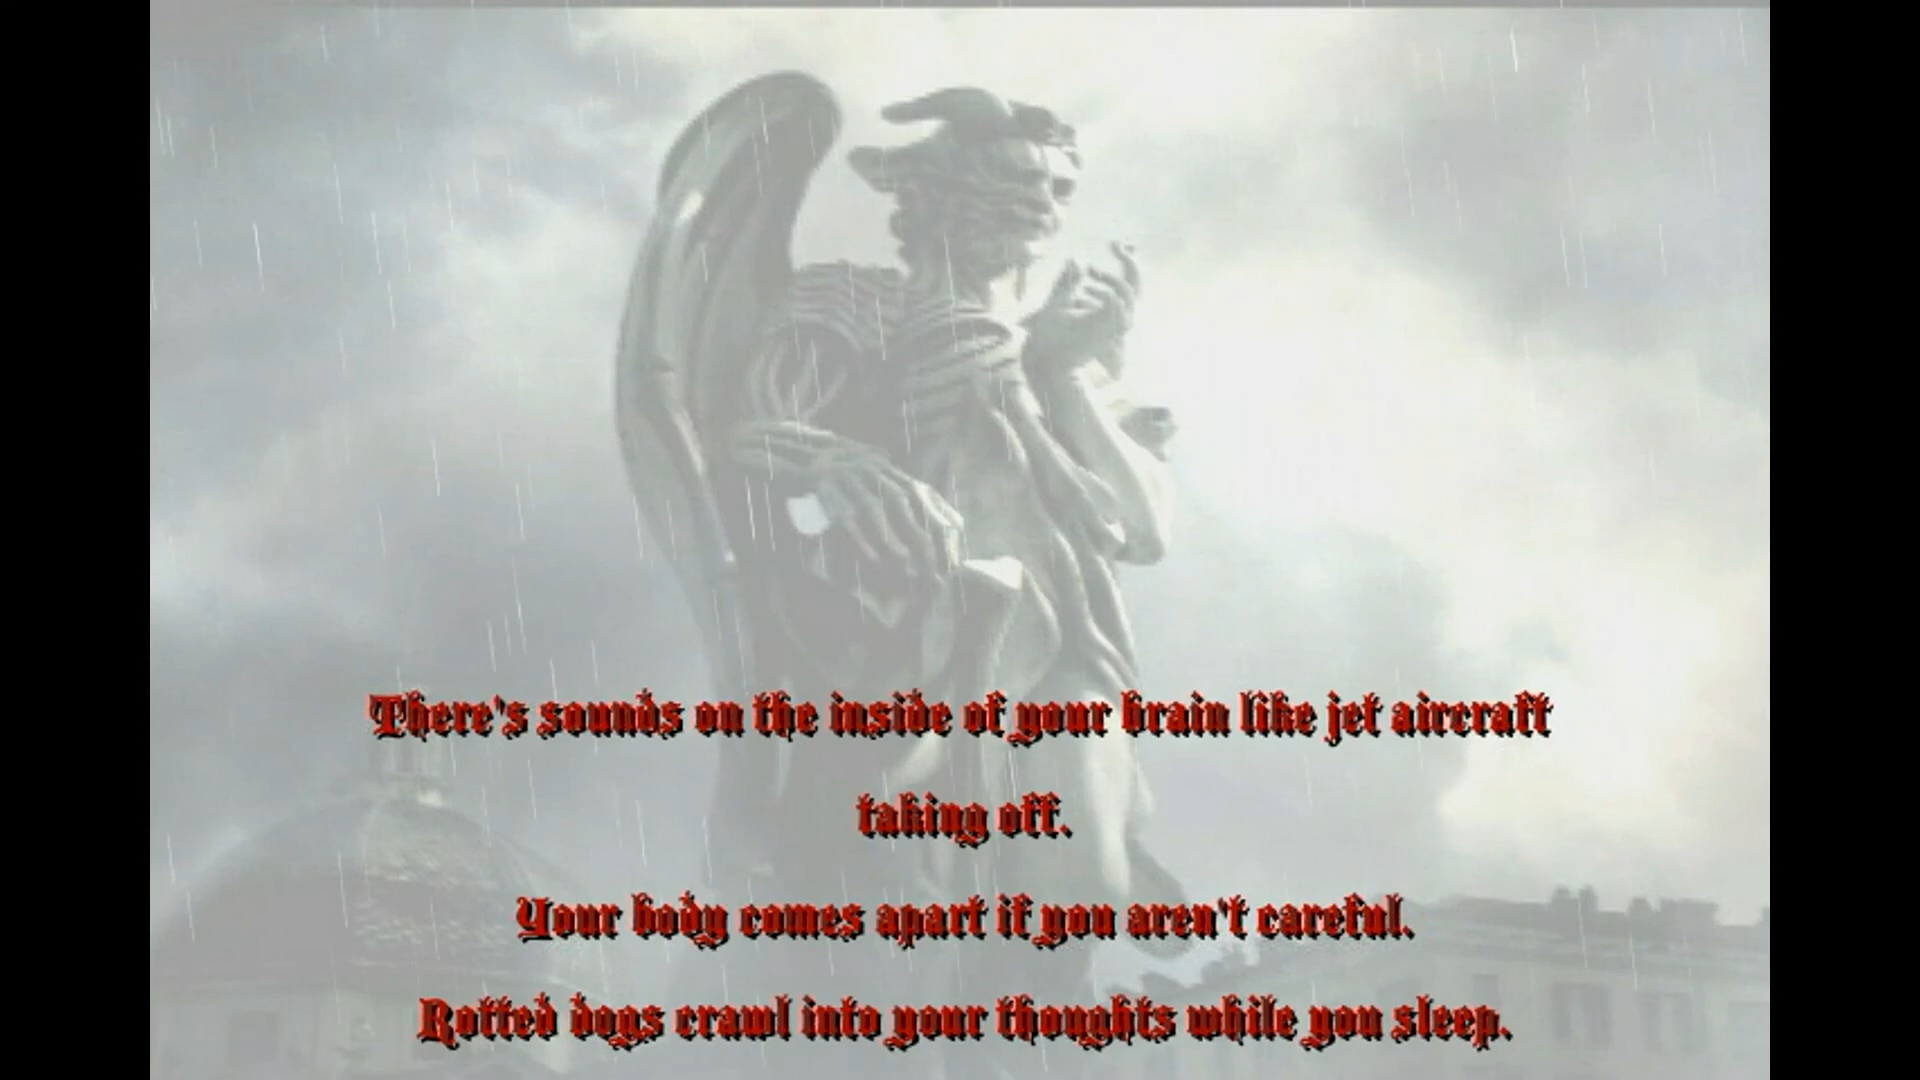 There's sounds on the inside of your brain like jet aircraft
taking off.
Your body comes apart if you aren't careful.
Rotted dogs crawl into your thoughts while you sleep.